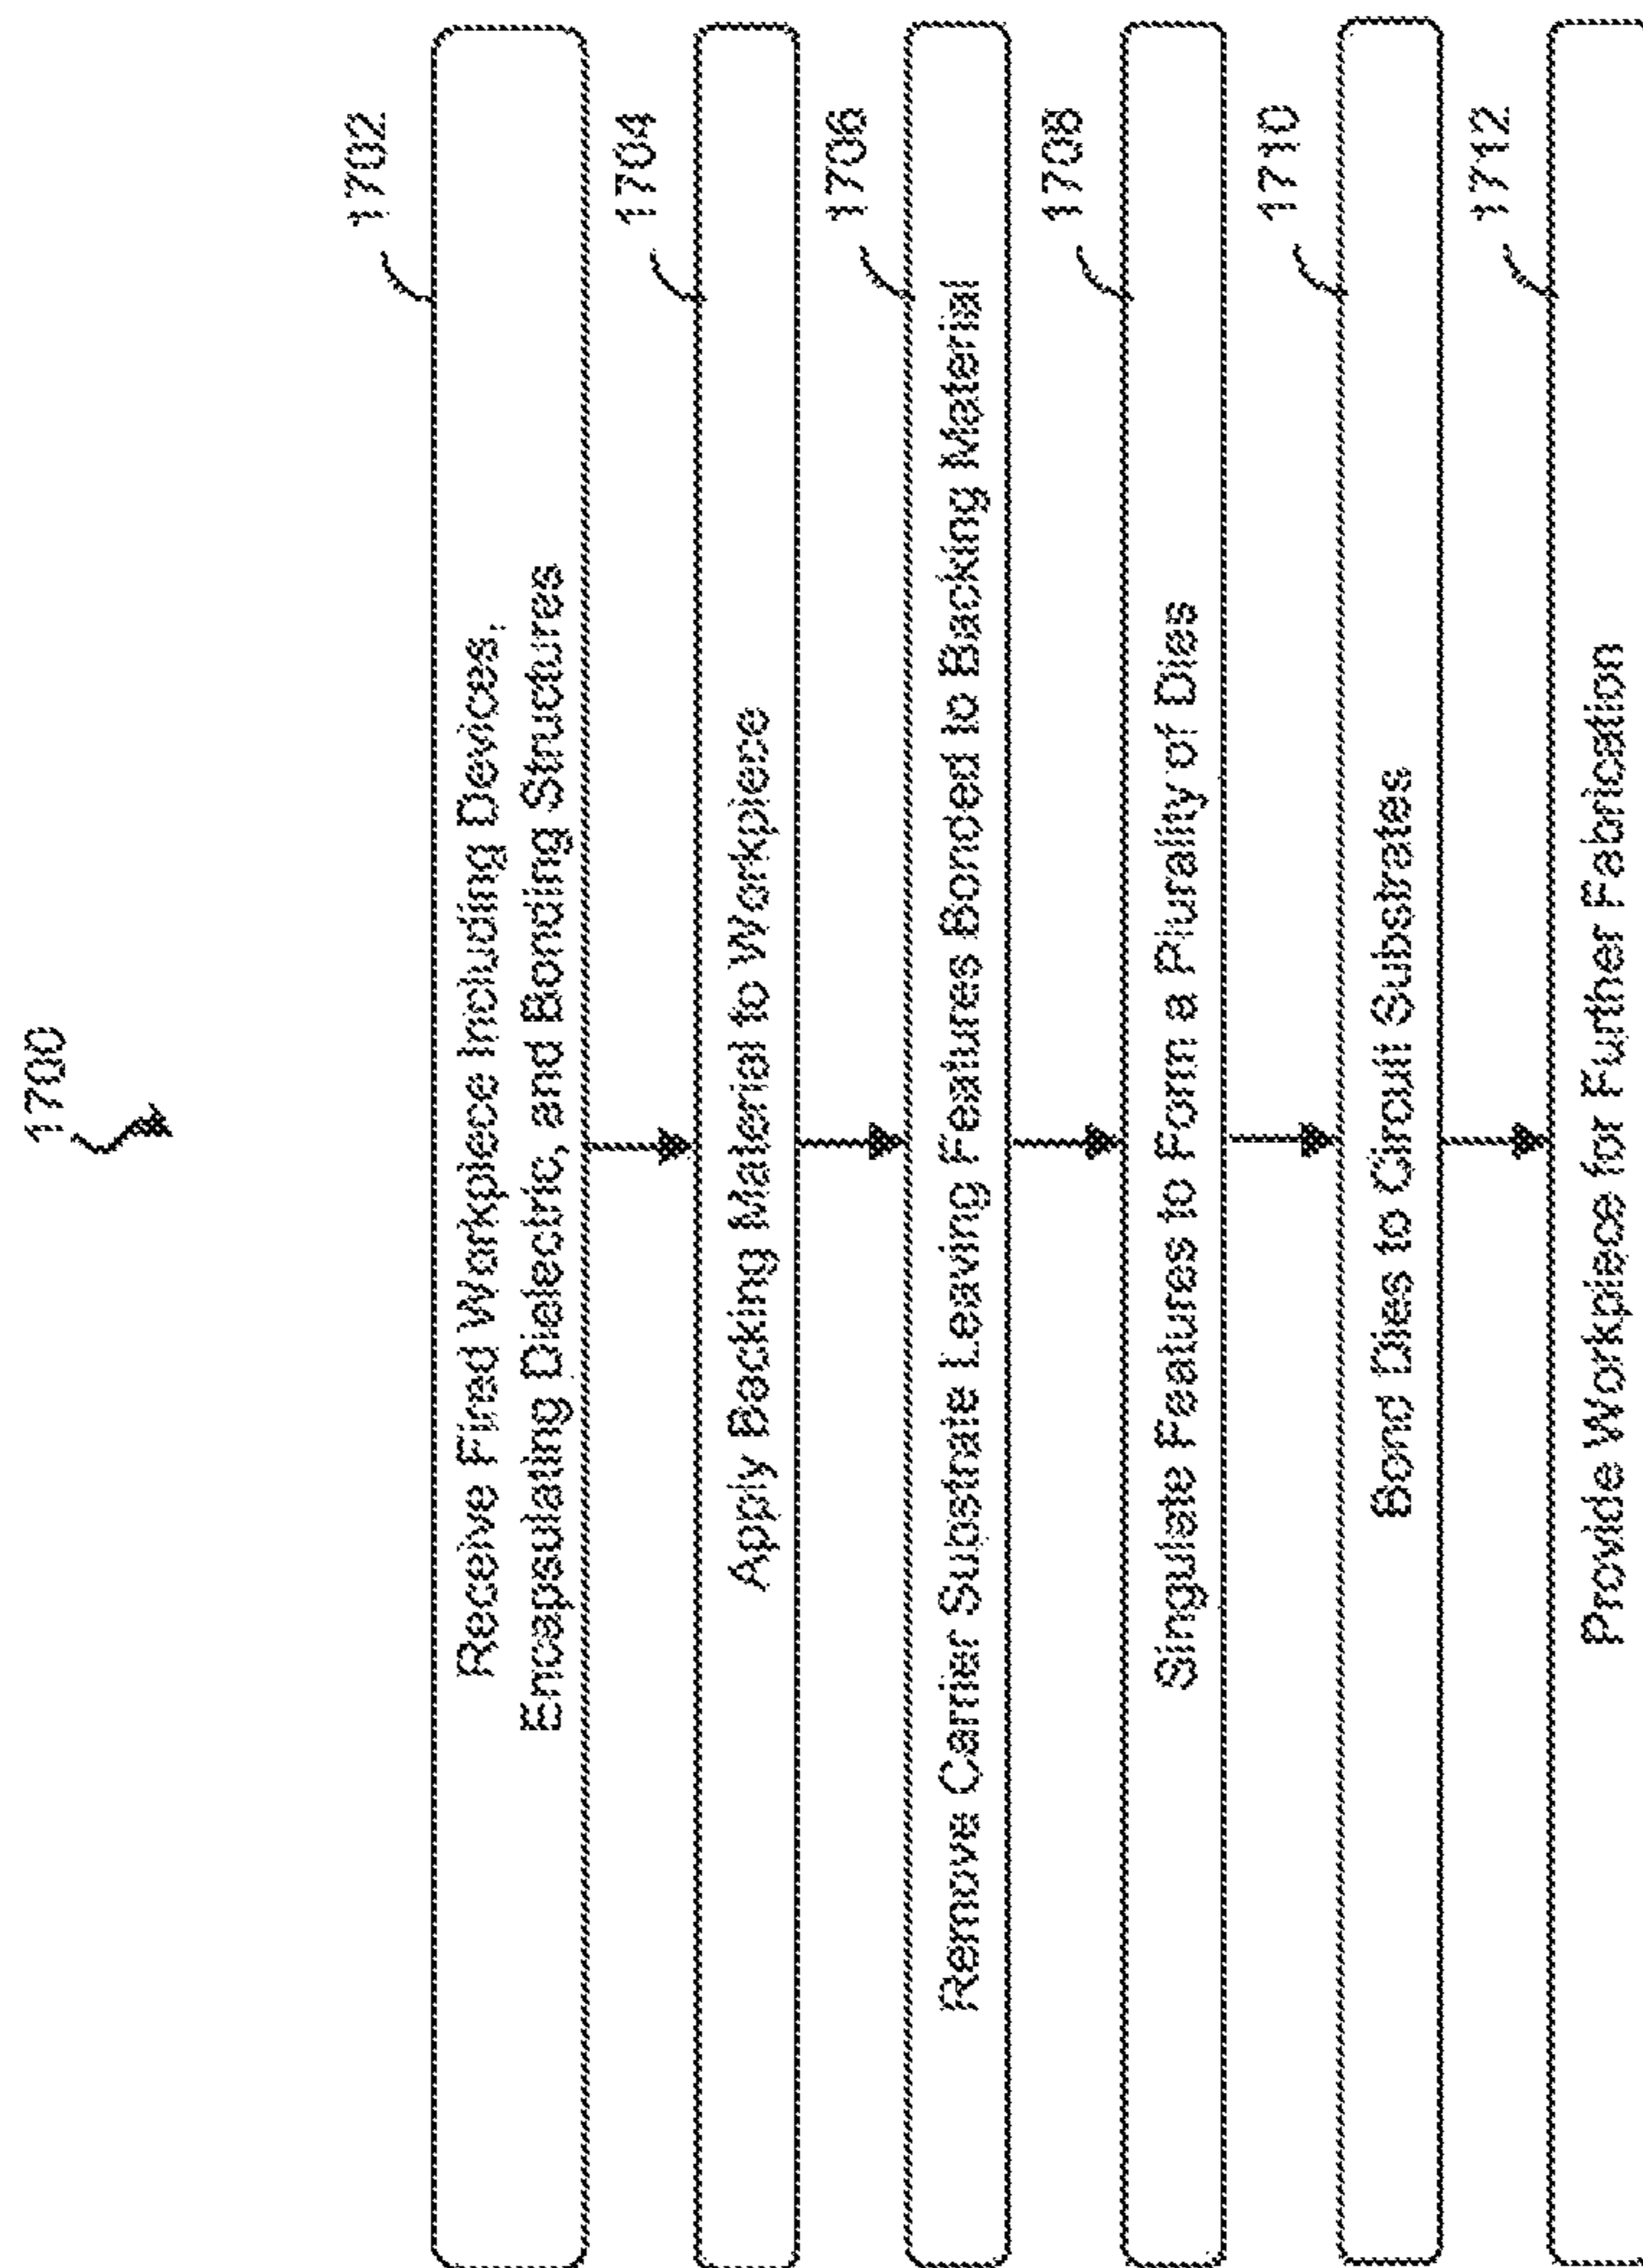 1700
1702
Receive Fired Workpiece Including Devices,
Encapsulating Dielectric, and Bonding Structures
1704
Apply Backing Material to Workpiece
1706
Remove Carrier Substrate Leaving Features Bonded to Backing Material
1708
Singulate Features to Form a Plurality of Dies
1710
Bond Dies to Circuit Substrates
1712
Provide Workpiece for Further Fabrication